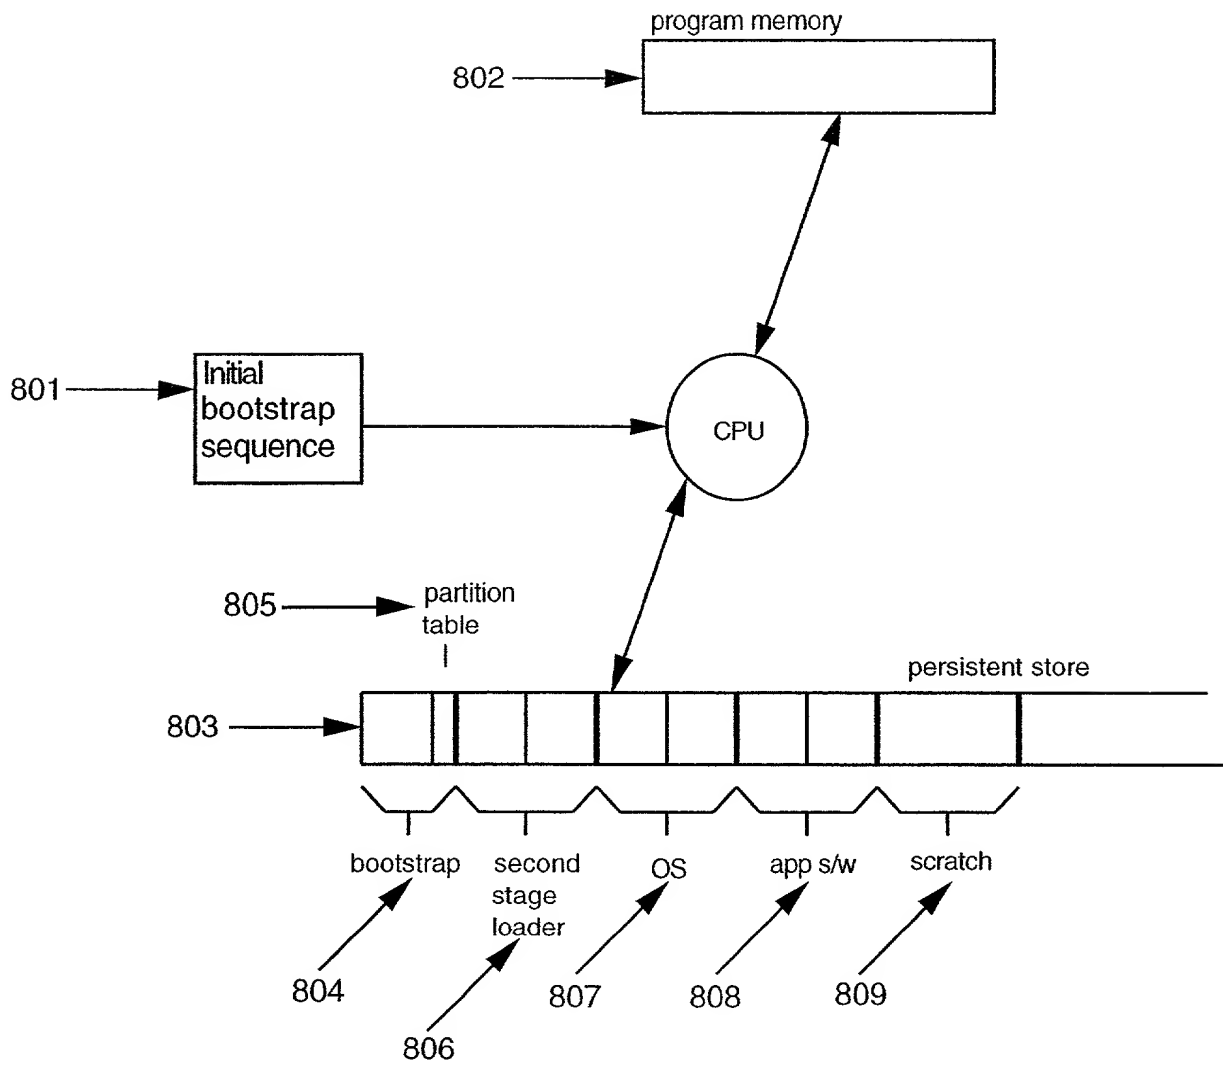 program memory
802
801
Initial
bootstrap
sequence
CPU
805
partition
table
persistent store
803
bootstrap
second
stage
loader
OS
app s/w
scratch
804
806
807
808
809